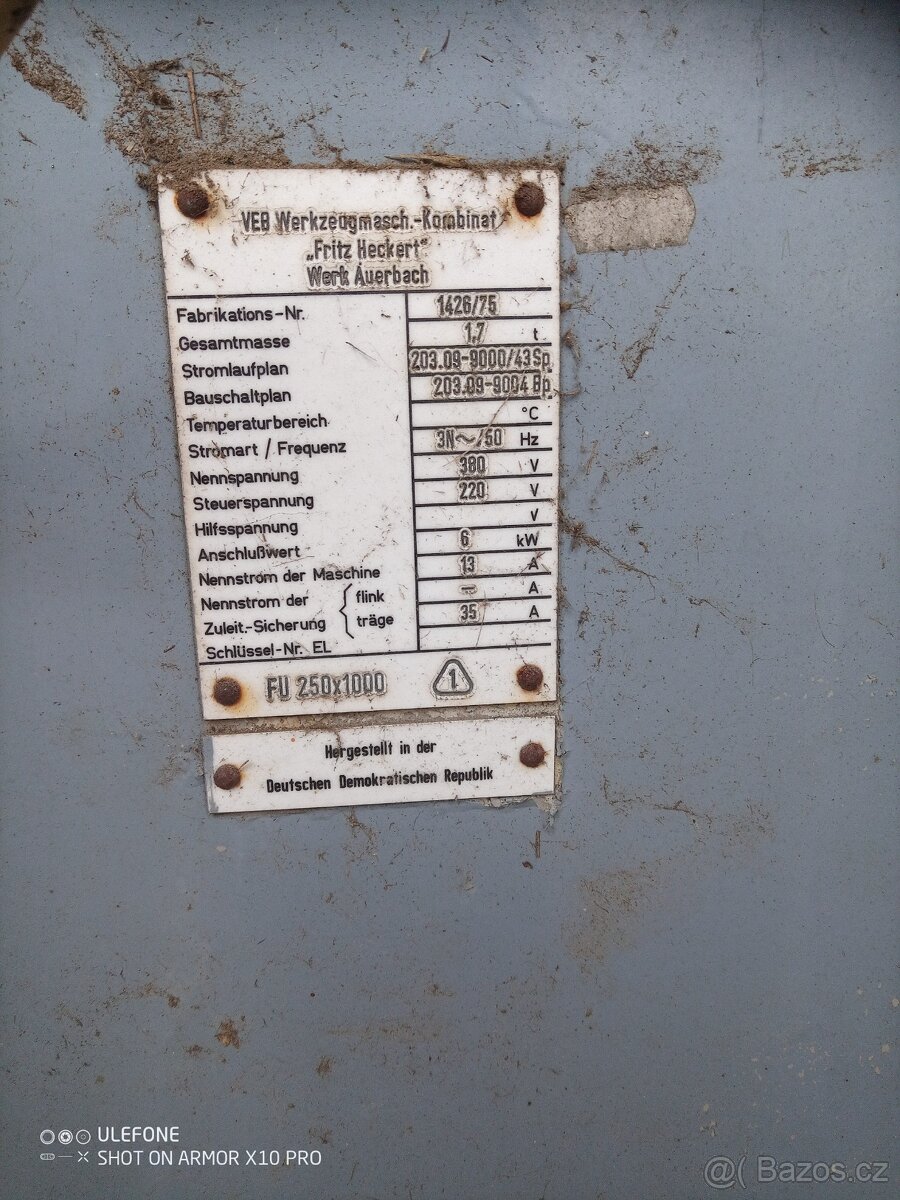 VEB Werkzeugmasch.-Kombinat
„Fritz Heckert"
Werk Auerbach
Fabrikations-Nr. 1426/75
Gesamtmasse 1,7 t
Stromlaufplan 203.09-9000/43 Sp
Bauschaltplan 203.09-9004 Bp
Temperaturbereich °C
Stromart / Frequenz 3N~/50 Hz
Nennspannung 380 V
Steuerspannung 220 V
Hilfsspannung V
Anschlußwert 6 kW
Nennstrom der Maschine 13 A
Nennstrom der flink — A
Zuleit.-Sicherung träge 35 A
Schlüssel-Nr. EL
FU 250x1000 1
Hergestellt in der
Deutschen Demokratischen Republik
ULEFONE
SHOT ON ARMOR X10 PRO
Bazos.cz